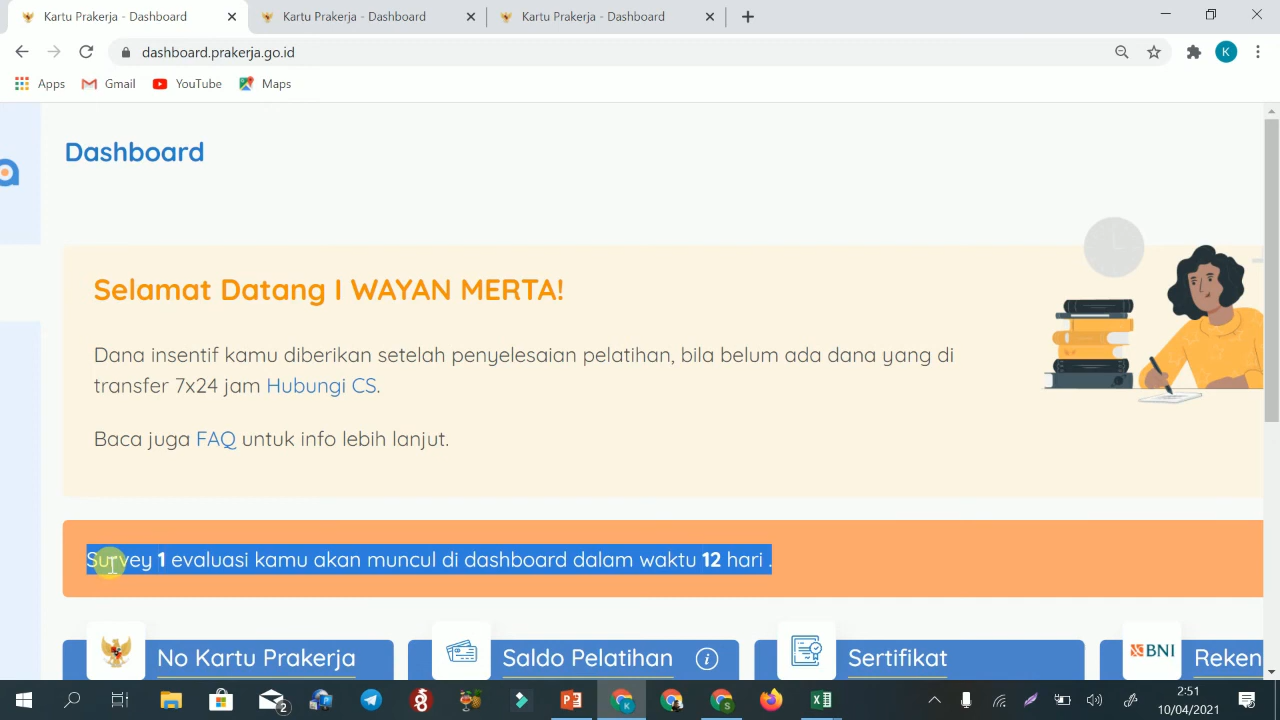 Kartu Prakerja - Dashboard
Kartu Prakerja - Dashboard
Kartu Prakerja - Dashboard
dashboard.prakerja.go.id
K
Apps
Gmail
YouTube
Maps
Dashboard
Selamat Datang I WAYAN MERTA!
Dana insentif kamu diberikan setelah penyelesaian pelatihan, bila belum ada dana yang di
transfer 7x24 jam Hubungi CS.
Baca juga FAQ untuk info lebih lanjut.
Survey 1 evaluasi kamu akan muncul di dashboard dalam waktu 12 hari .
No Kartu Prakerja
Saldo Pelatihan
Sertifikat
BNI
Reken
2
2:51
10/04/2021